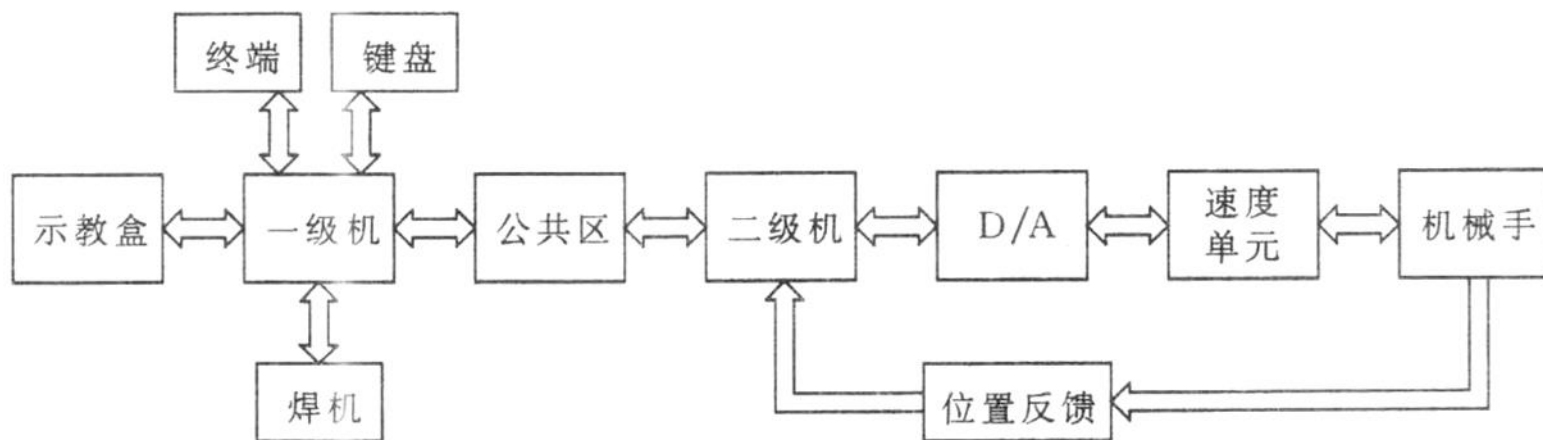 终端
键盘
示教盒
一级机
公共区
二级机
D/A
速度
单元
机械手
焊机
位置反馈